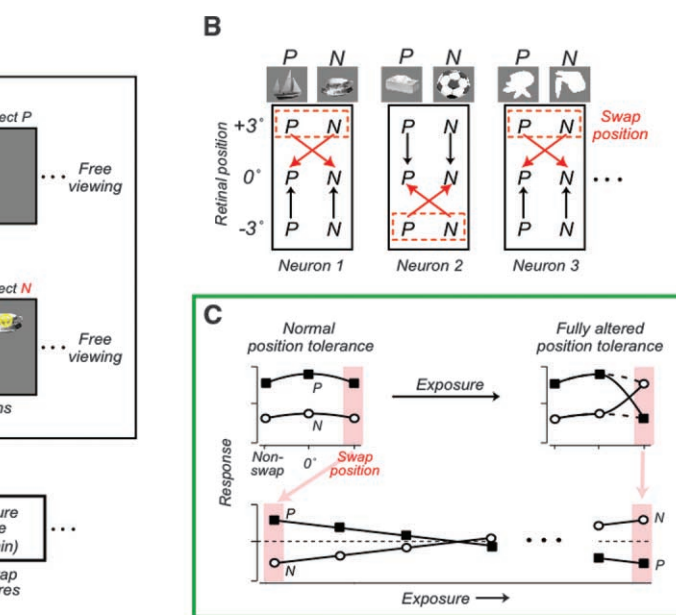 ect P
Free
viewing
ect N
Free
viewing
ns
ure
e
in)
ap
res
B
P N P N P N
+3° P N P N P N Swap
position
0° P N P N P N
-3° P N P N P N
Retinal position
Neuron 1 Neuron 2 Neuron 3
C
Normal
position tolerance
Fully altered
position tolerance
P
N
Exposure
Non-
swap
0°
Swap
position
Response
P
N
N
P
Exposure